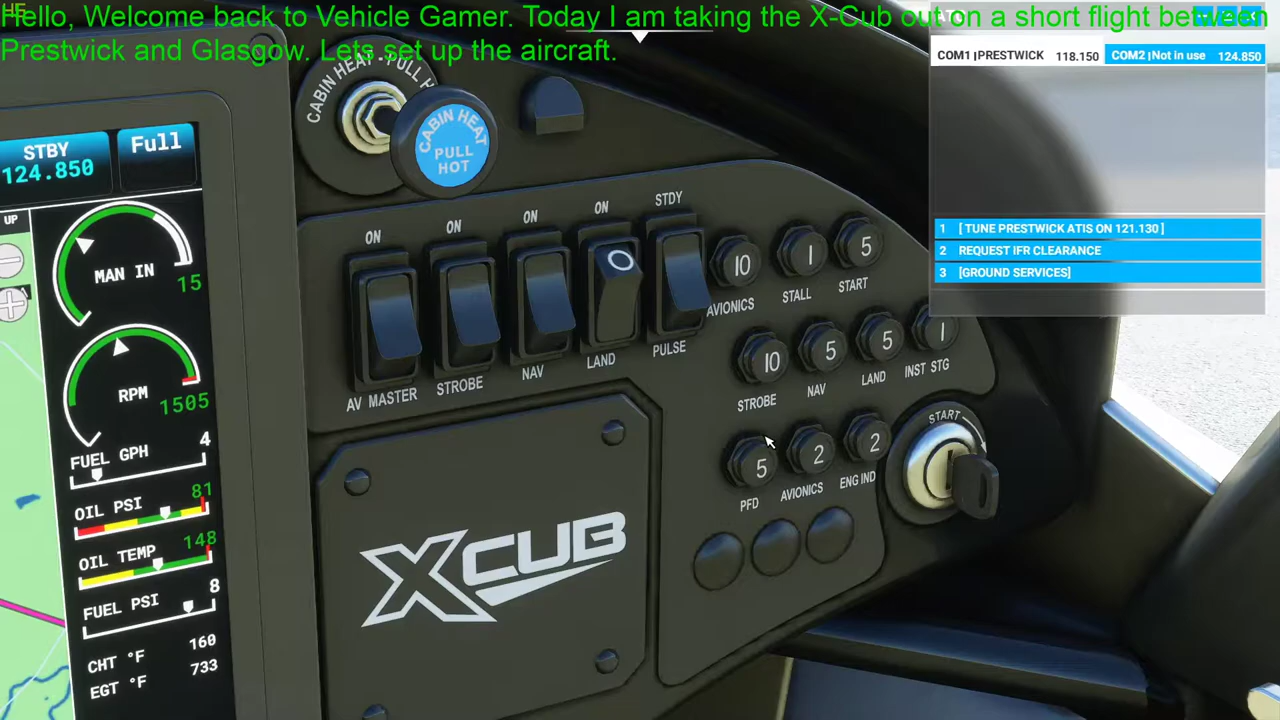 Hello, Welcome back to Vehicle Gamer. Today I am taking the X-Cub out on a short flight between
Prestwick and Glasgow. Lets set up the aircraft.
COM1 |PRESTWICK 118.150 COM2 |Not in use 124.850
1 [ TUNE PRESTWICK ATIS ON 121.130 ]
2 REQUEST IFR CLEARANCE
3 [GROUND SERVICES]
CABIN HEAT - PULL H
CABIN HEAT
PULL
HOT
STBY
124.850
Full
UP
MAN IN
15
RPM
1505
FUEL GPH 4
OIL PSI 81
OIL TEMP 148
FUEL PSI 8
CHT °F 160
EGT °F 733
ON ON ON ON STDY
AV MASTER STROBE NAV LAND PULSE
10 1 5
AVIONICS STALL START
10 5 5 1
STROBE NAV LAND INST STG
5 2 2
PFD AVIONICS ENG IND
START
XCUB